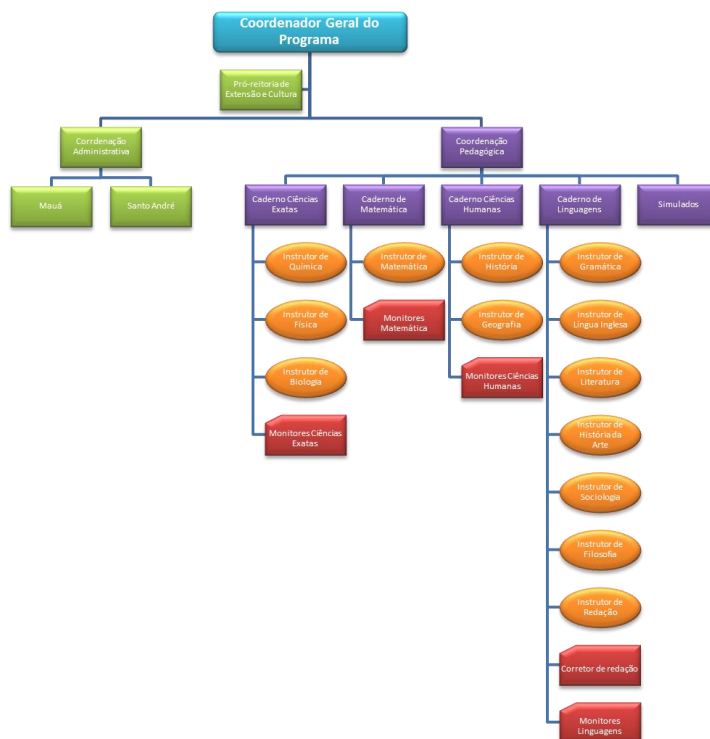 Coordenador Geral do
Programa
Pró-reitoria de
Extensão e Cultura
Corrdenação
Administrativa
Coordenação
Pedagógica
Mauá
Santo André
Caderno Ciências
Exatas
Caderno de
Matemática
Caderno Ciências
Humanas
Caderno de
Linguagens
Simulados
Instrutor de
Química
Instrutor de
Matemática
Instrutor de
História
Instrutor de
Gramática
Instrutor de
Física
Monitores
Matemática
Instrutor de
Geografia
Instrutor de
Língua Inglesa
Instrutor de
Biologia
Monitores Ciências
Humanas
Instrutor de
Literatura
Monitores Ciências
Exatas
Instrutor de
História da
Arte
Instrutor de
Sociologia
Instrutor de
Filosofia
Instrutor de
Redação
Corretor de redação
Monitores
Linguagens